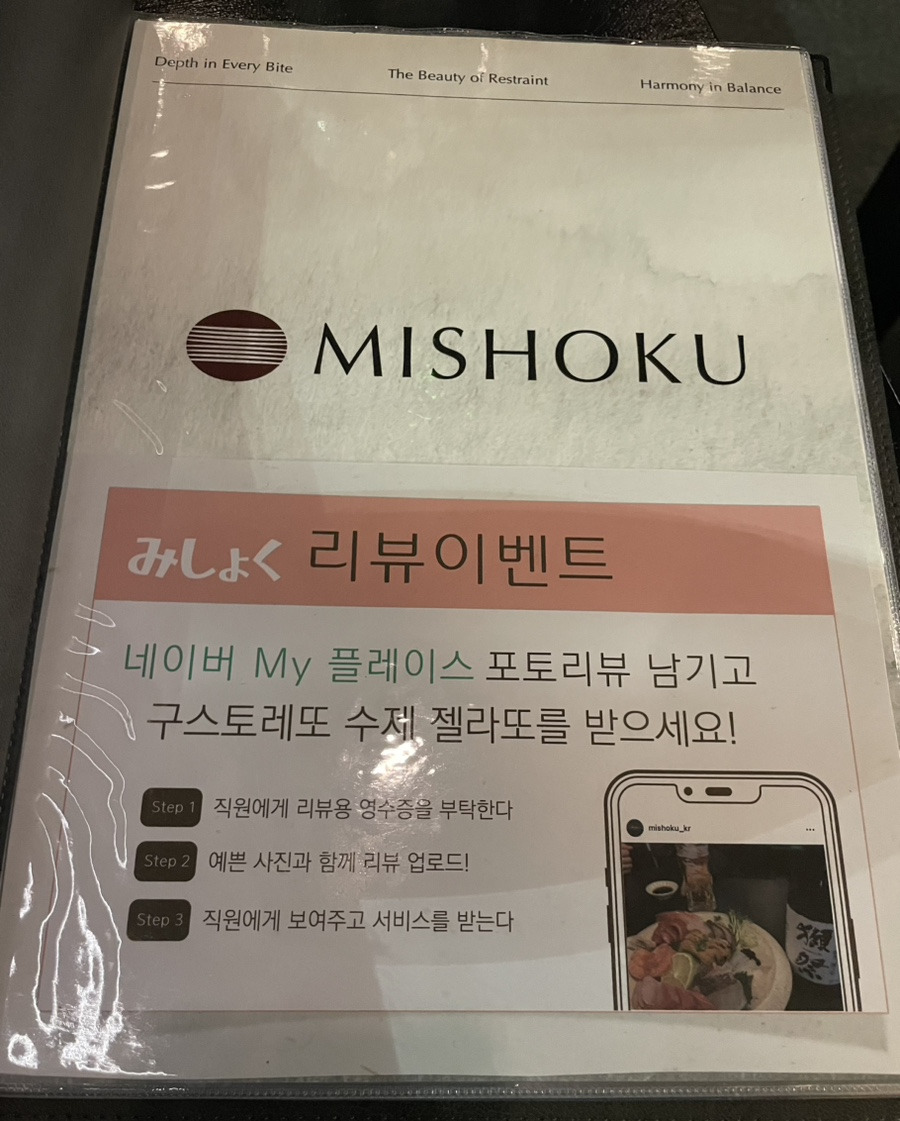 Depth in Every Bite
The Beauty of Restraint
Harmony in Balance
MISHOKU
みしょく 리뷰이벤트
네이버 My 플레이스 포토리뷰 남기고
구스토레또 수제 젤라또를 받으세요!
Step 1 직원에게 리뷰용 영수증을 부탁한다
Step 2 예쁜 사진과 함께 리뷰 업로드!
Step 3 직원에게 보여주고 서비스를 받는다
mishoku_kr
獺祭